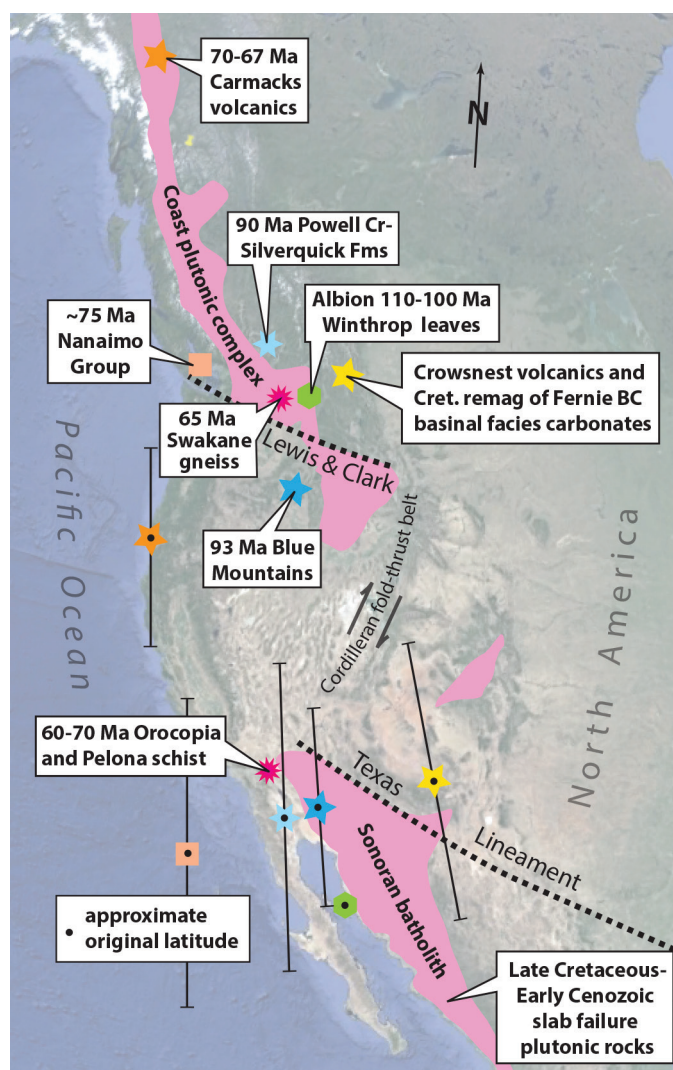 70-67 Ma
Carmacks
volcanics
N
Coast plutonic complex
90 Ma Powell Cr-
Silverquick Fms
Albion 110-100 Ma
Winthrop leaves
~75 Ma
Nanaimo
Group
Crowsnest volcanics and
Cret. remag of Fernie BC
basinal facies carbonates
65 Ma
Swakane
gneiss
Lewis & Clark
Pacific Ocean
93 Ma Blue
Mountains
Cordilleran fold-thrust belt
North America
60-70 Ma Orocopia
and Pelona schist
Texas
Lineament
Sonoran batholith
approximate
original latitude
Late Cretaceous-
Early Cenozoic
slab failure
plutonic rocks